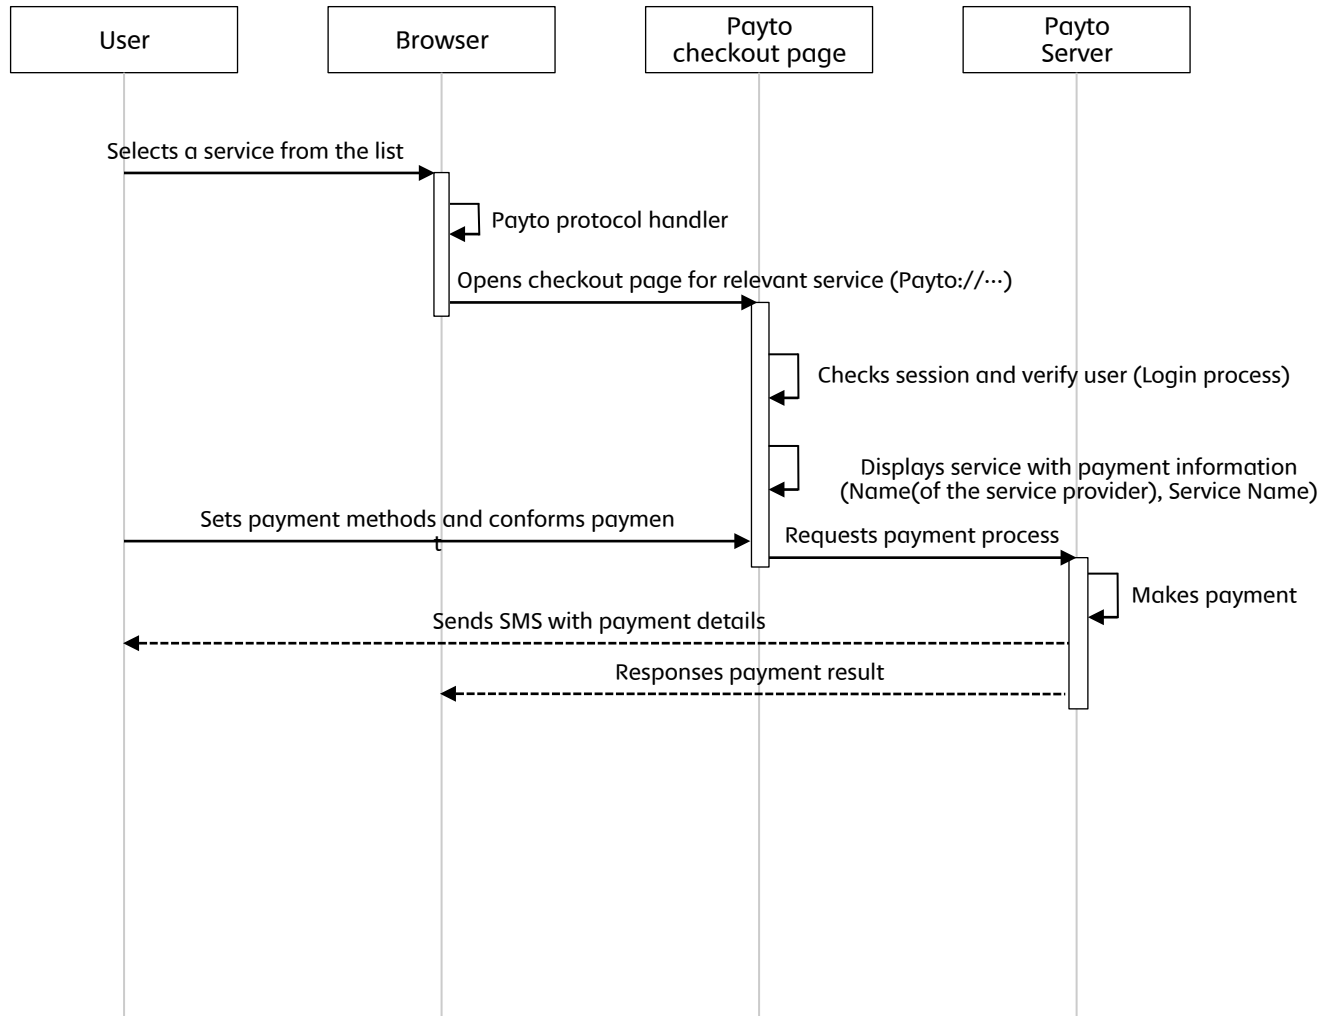 User
Browser
Payto
checkout page
Payto
Server
Selects a service from the list
Payto protocol handler
Opens checkout page for relevant service (Payto://···)
Checks session and verify user (Login process)
Displays service with payment information
(Name(of the service provider), Service Name)
Sets payment methods and conforms paymen
t
Requests payment process
Makes payment
Sends SMS with payment details
Responses payment result